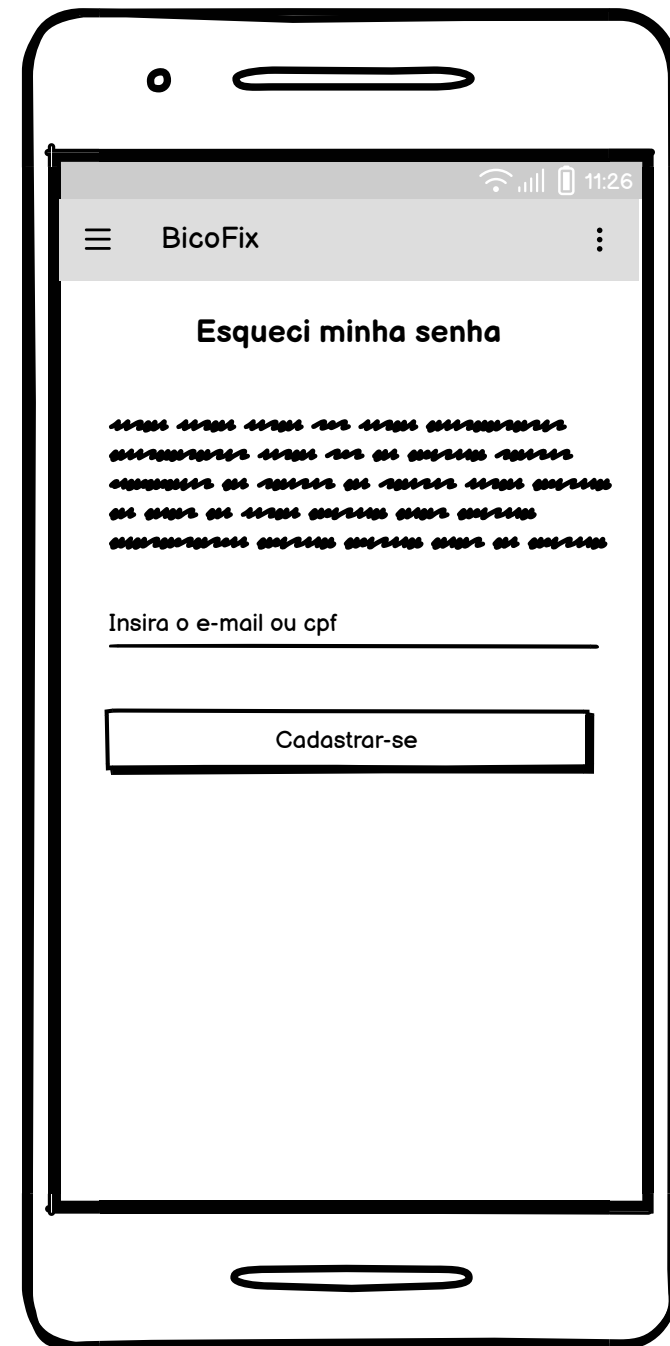 11:26
BicoFix
Esqueci minha senha
Insira o e-mail ou cpf
Cadastrar-se